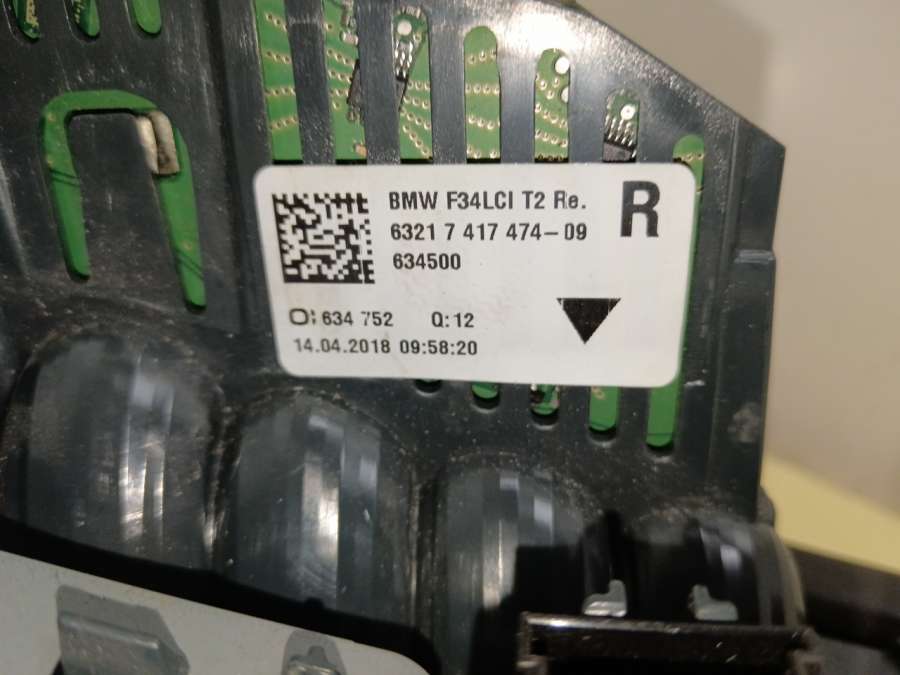 BMW F34LCI T2 Re.
R
6321 7 417 474-09
634500
O: 634 752 Q:12
14.04.2018 09:58:20